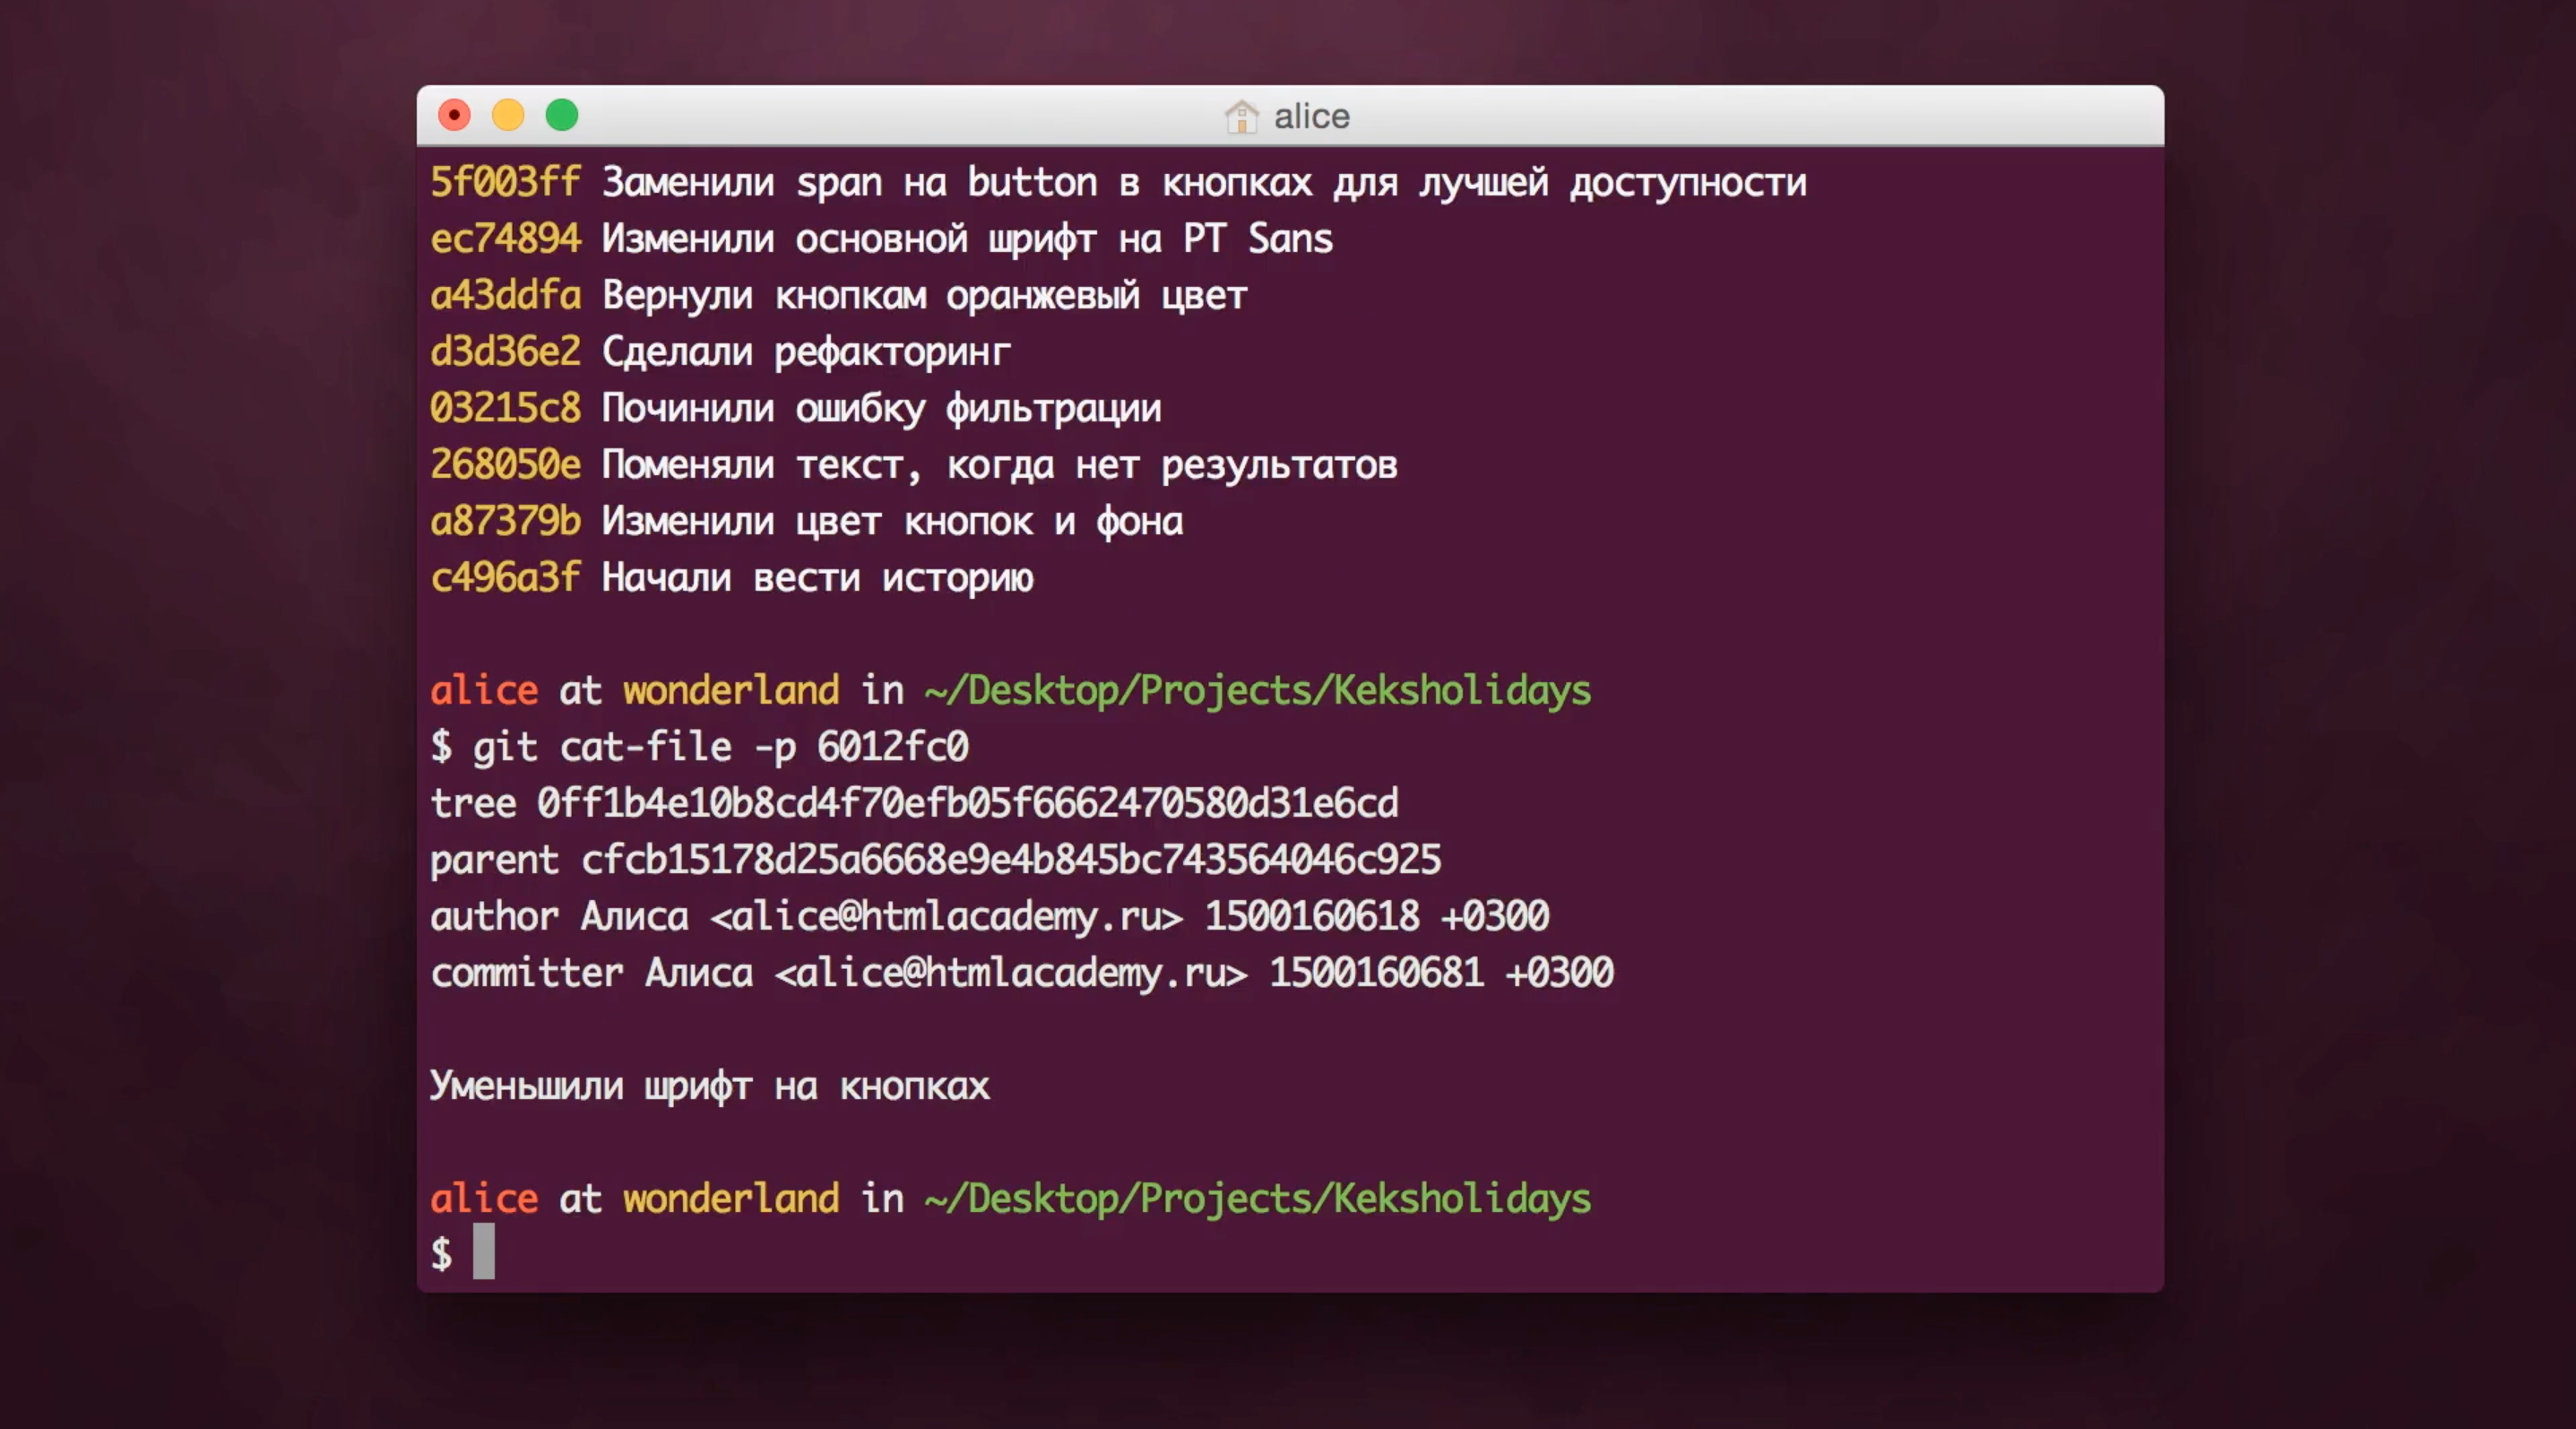 alice
5f003ff Заменили span на button в кнопках для лучшей доступности
ec74894 Изменили основной шрифт на PT Sans
a43ddfa Вернули кнопкам оранжевый цвет
d3d36e2 Сделали рефакторинг
03215c8 Починили ошибку фильтрации
268050e Поменяли текст, когда нет результатов
a87379b Изменили цвет кнопок и фона
c496a3f Начали вести историю
alice at wonderland in ~/Desktop/Projects/Keksholidays
$ git cat-file -p 6012fc0
tree 0ff1b4e10b8cd4f70efb05f6662470580d31e6cd
parent cfcb15178d25a6668e9e4b845bc743564046c925
author Алиса <alice@htmlacademy.ru> 1500160618 +0300
committer Алиса <alice@htmlacademy.ru> 1500160681 +0300
Уменьшили шрифт на кнопках
alice at wonderland in ~/Desktop/Projects/Keksholidays
$